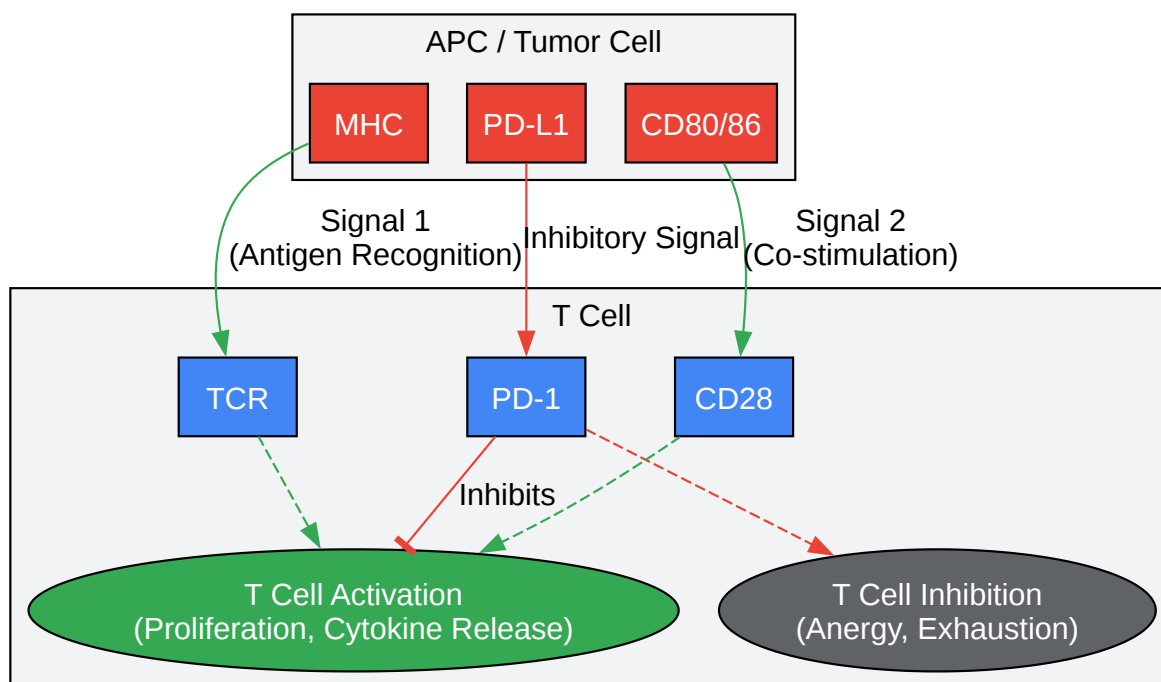 APC / Tumor Cell
MHC
PD-L1
CD80/86
Signal 1
(Antigen Recognition)
Inhibitory Signal
Signal 2
(Co-stimulation)
T Cell
TCR
PD-1
CD28
Inhibits
T Cell Activation
(Proliferation, Cytokine Release)
T Cell Inhibition
(Anergy, Exhaustion)